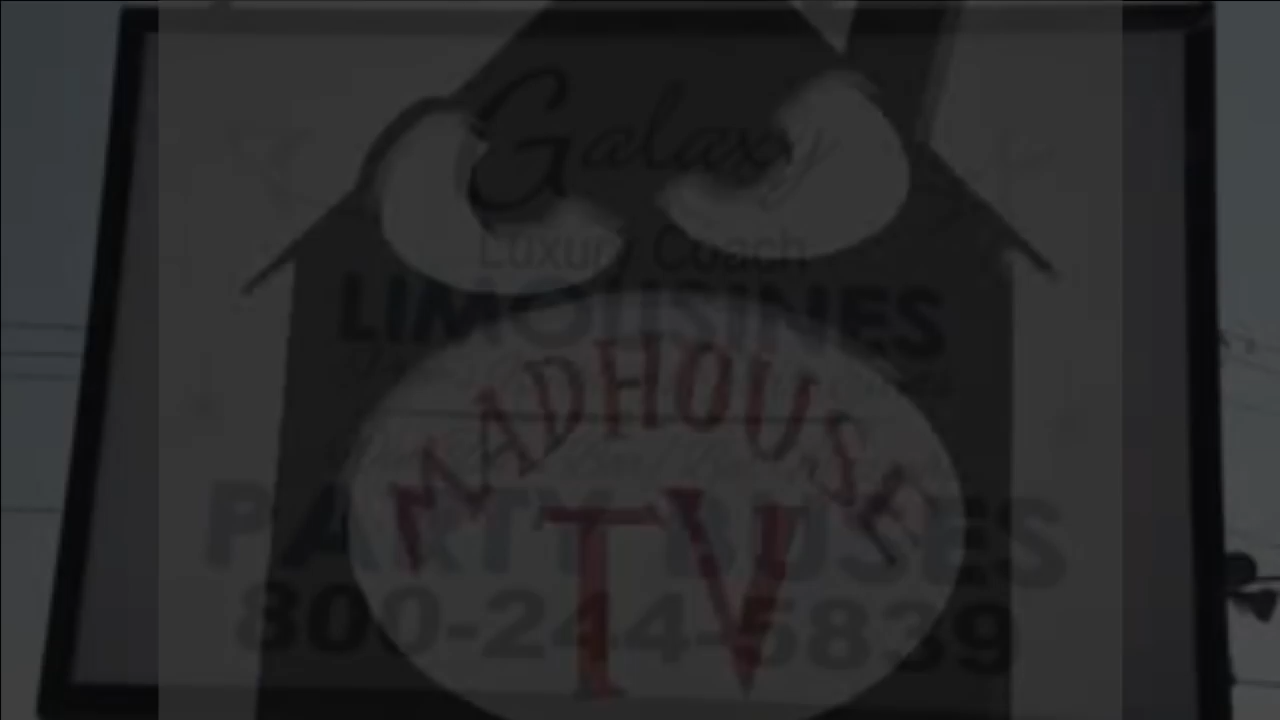 Galaxy
Luxury Coach
LIMOUSINES
MADHOUSE
TV
PARTY BUSES
800-244-5839